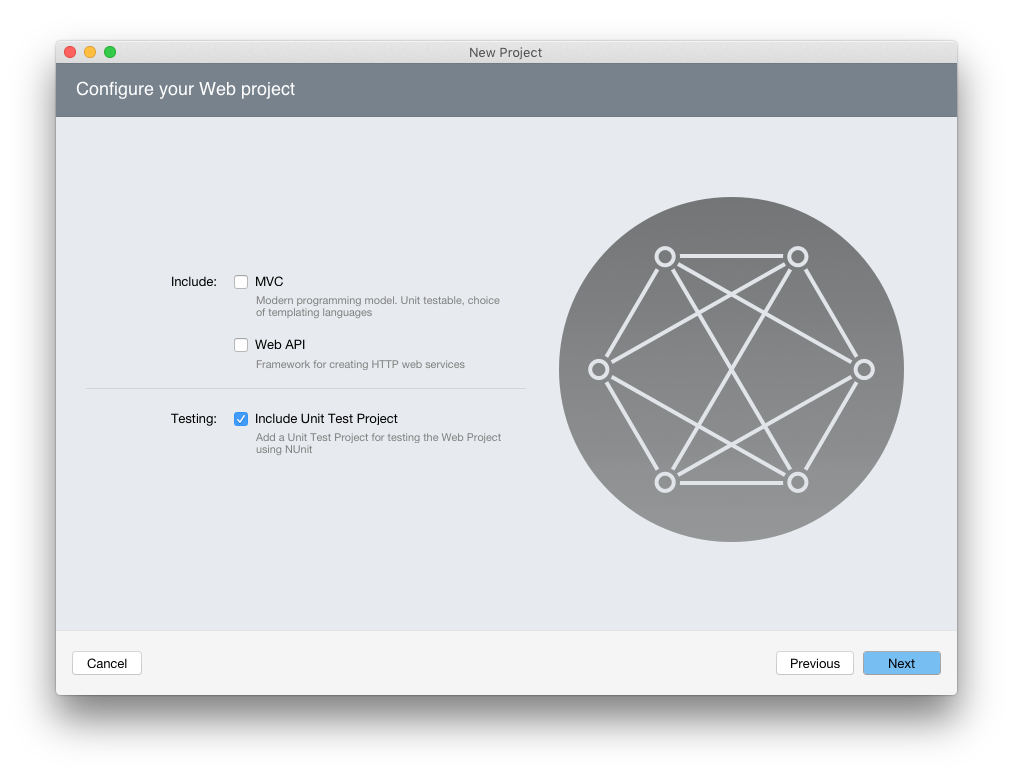 New Project
Configure your Web project
Include:
MVC
Modern programming model. Unit testable, choice
of templating languages
Web API
Framework for creating HTTP web services
Testing:
Include Unit Test Project
Add a Unit Test Project for testing the Web Project
using NUnit
Cancel
Previous
Next